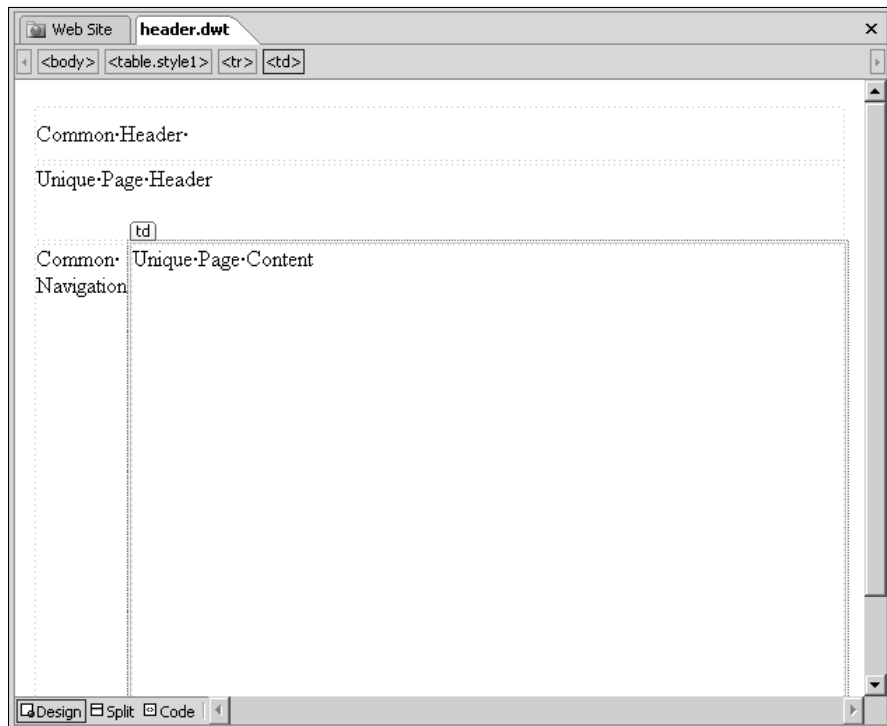 Web Site header.dwt
<body> <table.style1> <tr> <td>
Common·Header·
Unique·Page·Header
td
Common· Unique·Page·Content
Navigation
Design Split Code